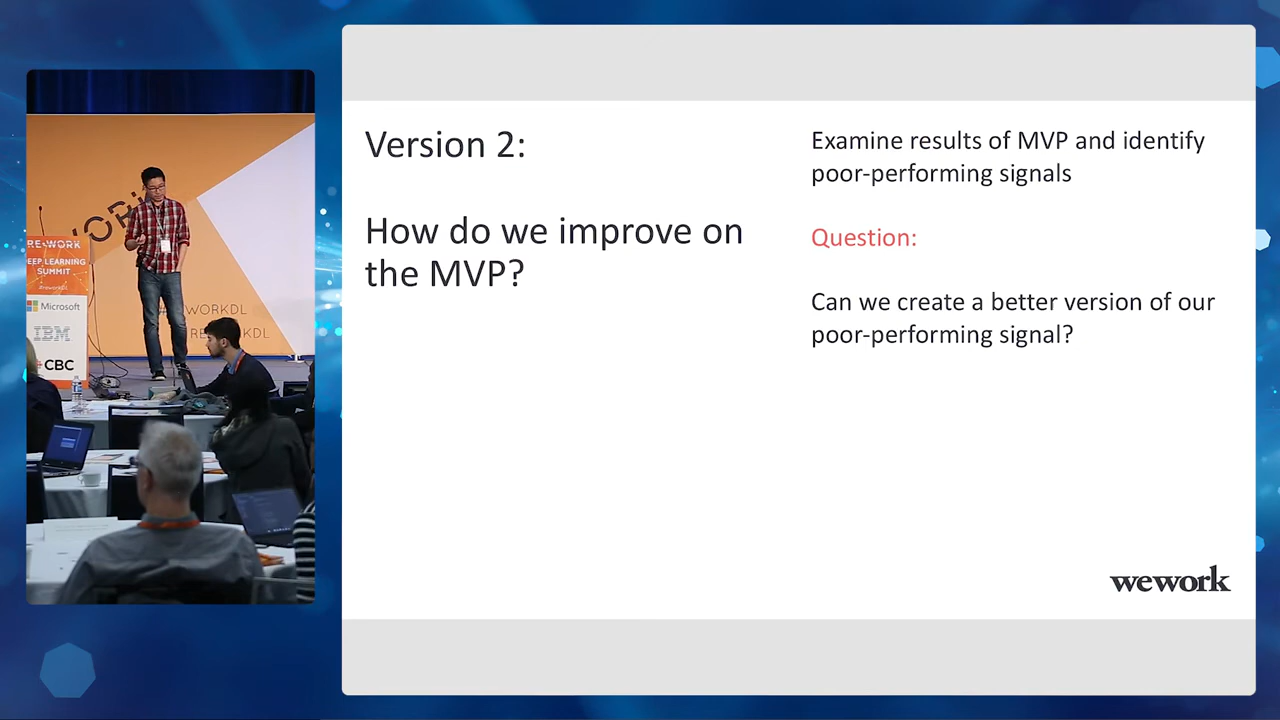 RE•WORK
DEEP LEARNING
SUMMIT
#reworkDL
Microsoft
IBM
CBC
Version 2:
How do we improve on
the MVP?
Examine results of MVP and identify
poor-performing signals
Question:
Can we create a better version of our
poor-performing signal?
wework